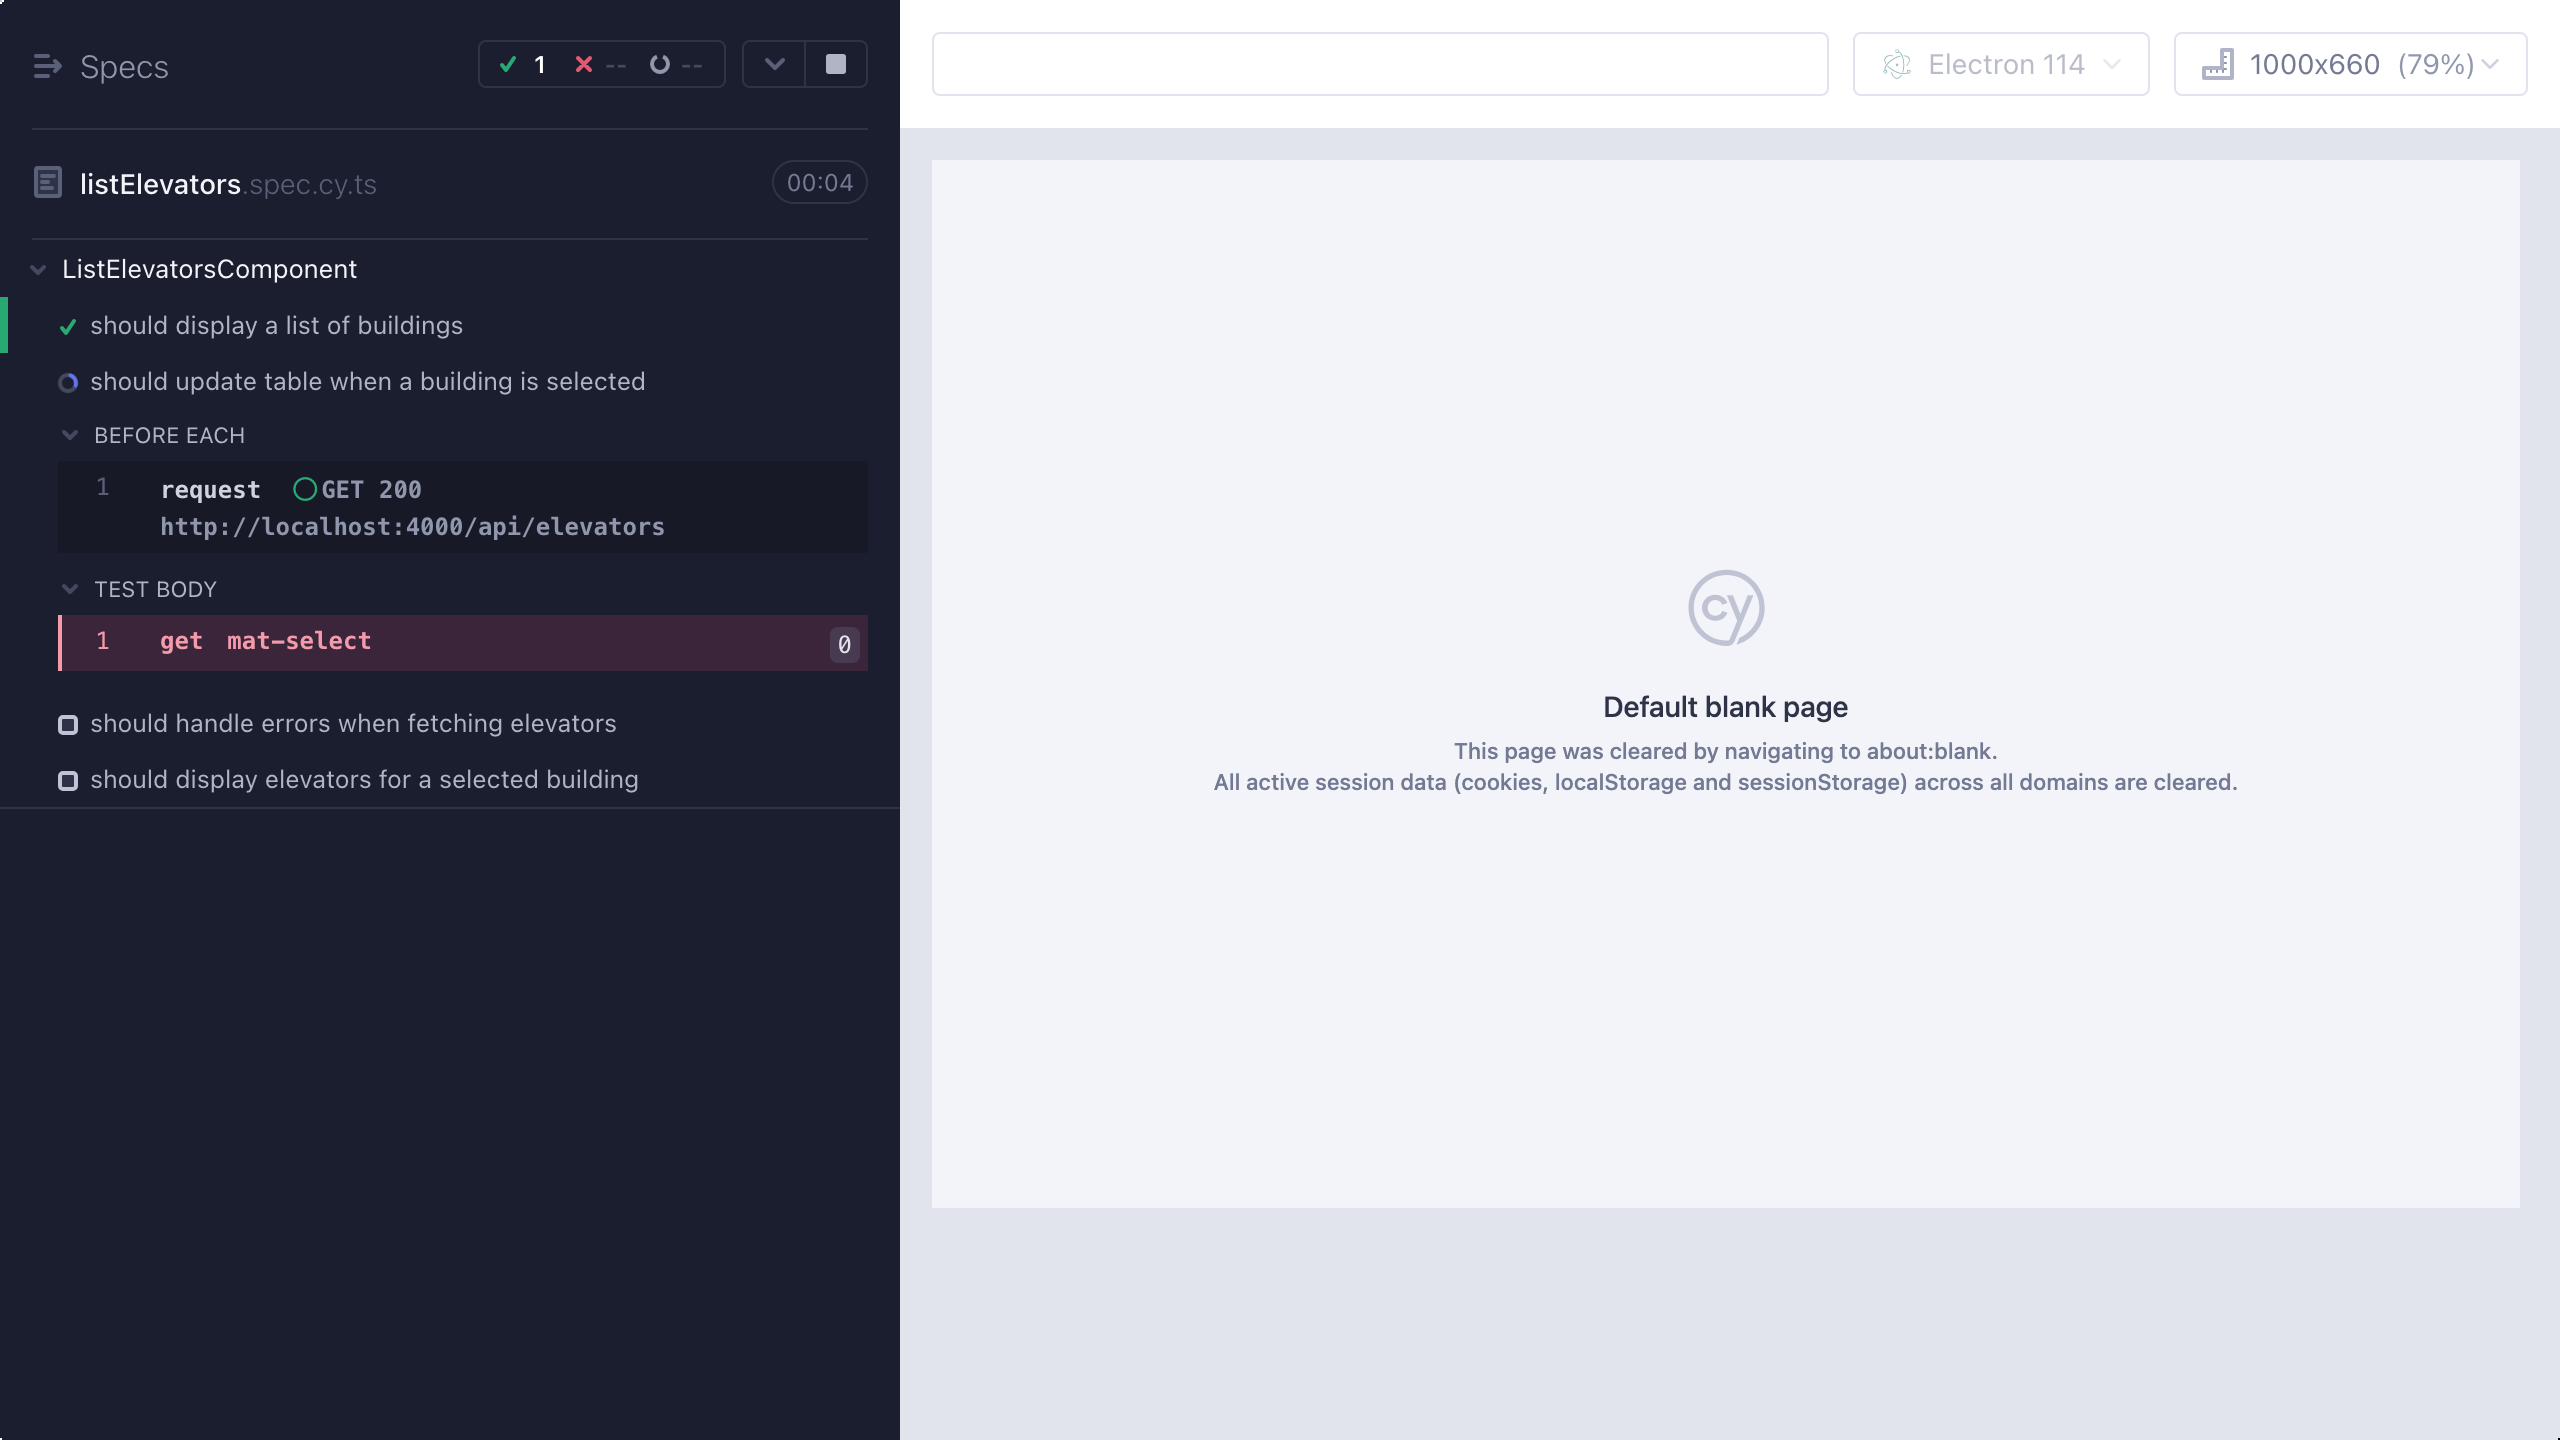 Specs
1 -- --
listElevators.spec.cy.ts
00:04
ListElevatorsComponent
should display a list of buildings
should update table when a building is selected
BEFORE EACH
1 request GET 200
http://localhost:4000/api/elevators
TEST BODY
1 get mat-select 0
should handle errors when fetching elevators
should display elevators for a selected building
Electron 114
1000x660 (79%)
cy
Default blank page
This page was cleared by navigating to about:blank.
All active session data (cookies, localStorage and sessionStorage) across all domains are cleared.